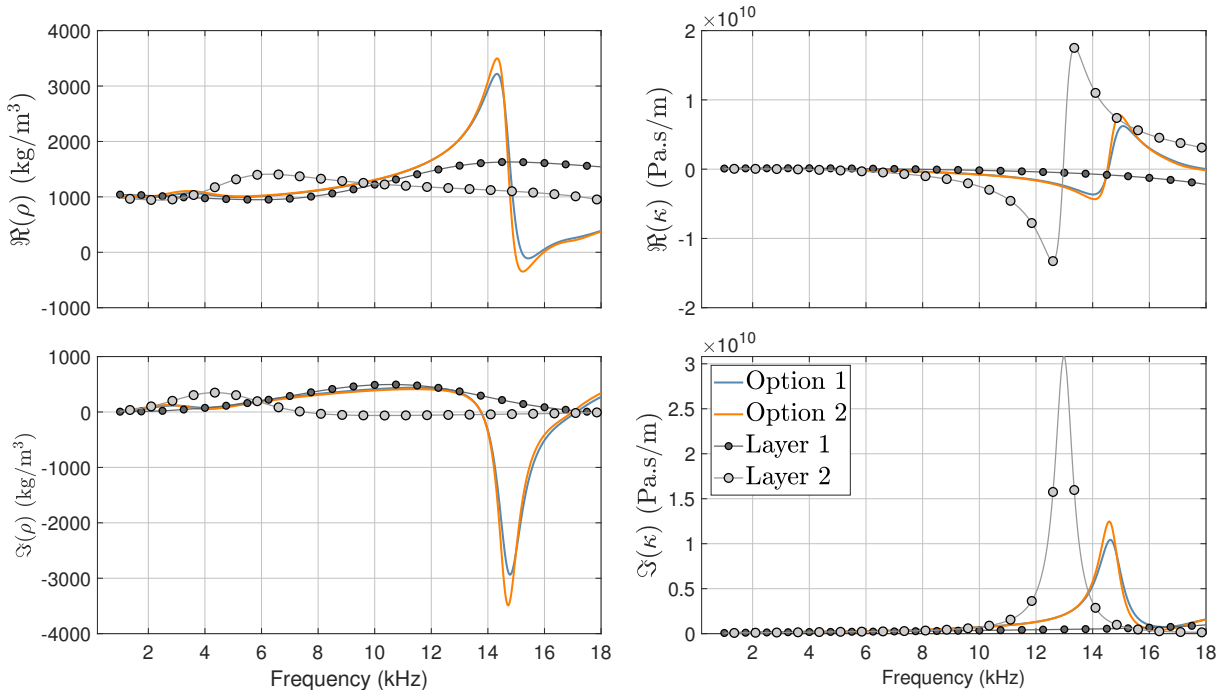 4000
3000
2000
1000
0
-1000
ℜ(ρ) (kg/m³)
×10¹⁰
2
1
0
-1
-2
ℜ(κ) (Pa.s/m)
1000
0
-1000
-2000
-3000
-4000
ℑ(ρ) (kg/m³)
2 4 6 8 10 12 14 16 18
Frequency (kHz)
×10¹⁰
3
2.5
2
1.5
1
0.5
0
ℑ(κ) (Pa.s/m)
Option 1
Option 2
Layer 1
Layer 2
2 4 6 8 10 12 14 16 18
Frequency (kHz)